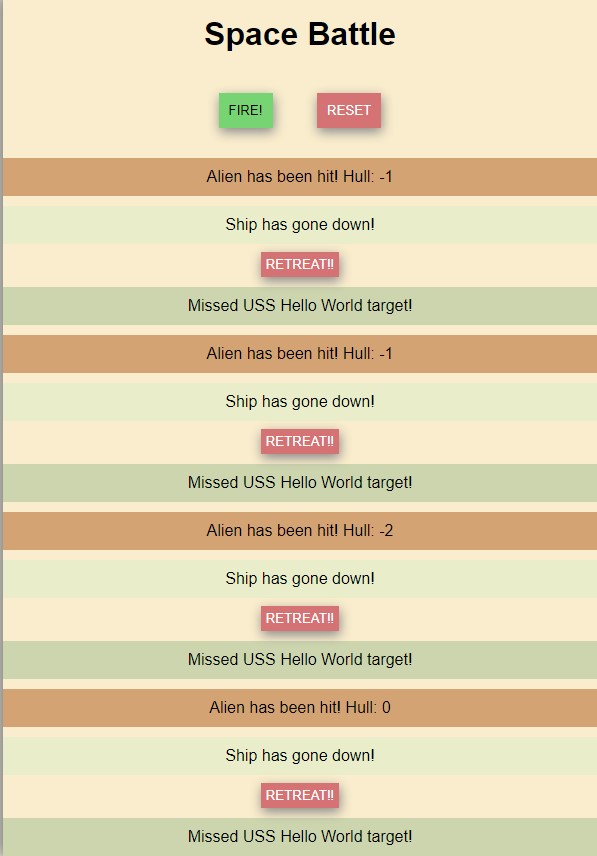 Space Battle
FIRE! RESET
Alien has been hit! Hull: -1
Ship has gone down!
RETREAT!!
Missed USS Hello World target!
Alien has been hit! Hull: -1
Ship has gone down!
RETREAT!!
Missed USS Hello World target!
Alien has been hit! Hull: -2
Ship has gone down!
RETREAT!!
Missed USS Hello World target!
Alien has been hit! Hull: 0
Ship has gone down!
RETREAT!!
Missed USS Hello World target!